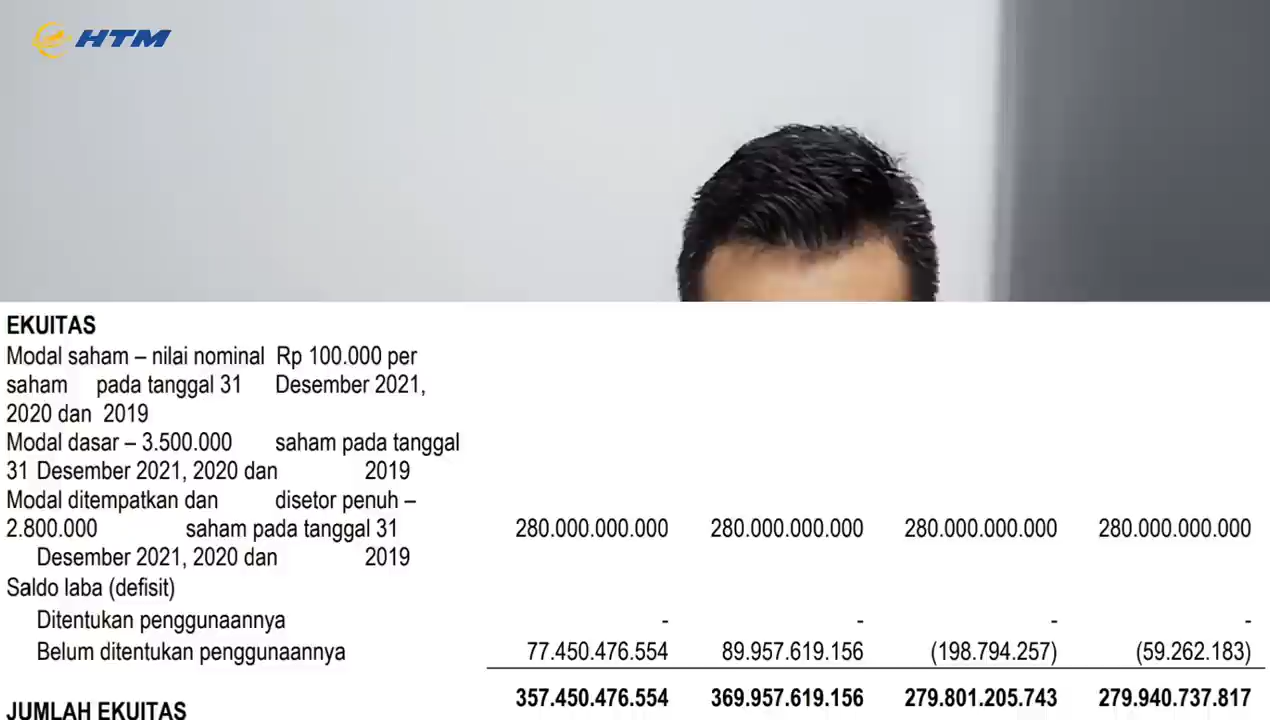 HTM
EKUITAS
Modal saham – nilai nominal Rp 100.000 per
saham pada tanggal 31 Desember 2021,
2020 dan 2019
Modal dasar – 3.500.000 saham pada tanggal
31 Desember 2021, 2020 dan 2019
Modal ditempatkan dan disetor penuh –
2.800.000 saham pada tanggal 31 280.000.000.000 280.000.000.000 280.000.000.000 280.000.000.000
Desember 2021, 2020 dan 2019
Saldo laba (defisit)
Ditentukan penggunaannya - - - -
Belum ditentukan penggunaannya 77.450.476.554 89.957.619.156 (198.794.257) (59.262.183)
JUMLAH EKUITAS 357.450.476.554 369.957.619.156 279.801.205.743 279.940.737.817